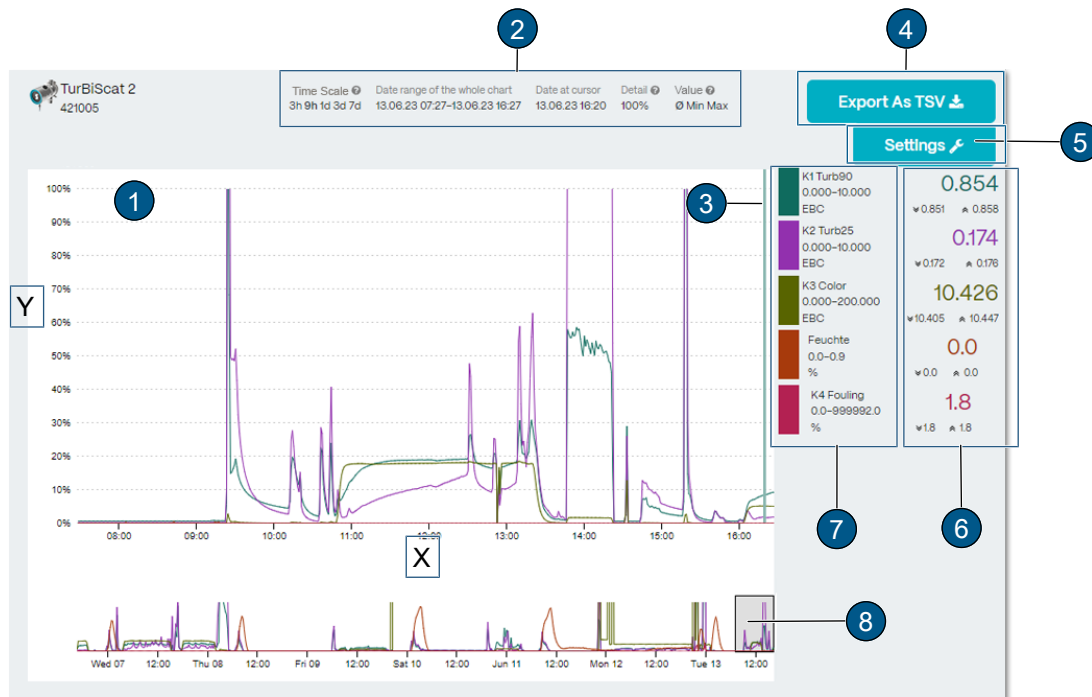 2
4
TurBiScat 2
421005
Time Scale Date range of the whole chart Date at cursor Detail Value
3h 9h 1d 3d 7d 13.06.23 07:27–13.06.23 16:27 13.06.23 16:20 100% Ø Min Max
Export As TSV
Settings
5
1
3
Y
100%
90%
80%
70%
60%
50%
40%
30%
20%
10%
0%
08:00 09:00 10:00 11:00 12:00 13:00 14:00 15:00 16:00
X
K1 Turb90
0.000–10.000
EBC
0.854
0.851 0.858
K2 Turb25
0.000–10.000
EBC
0.174
0.172 0.176
K3 Color
0.000–200.000
EBC
10.426
10.405 10.447
Feuchte
0.0–0.9
%
0.0
0.0 0.0
K4 Fouling
0.0–999992.0
%
1.8
1.8 1.8
7
6
8
Wed 07 12:00 Thu 08 12:00 Fri 09 12:00 Sat 10 12:00 Jun 11 12:00 Mon 12 12:00 Tue 13 12:00